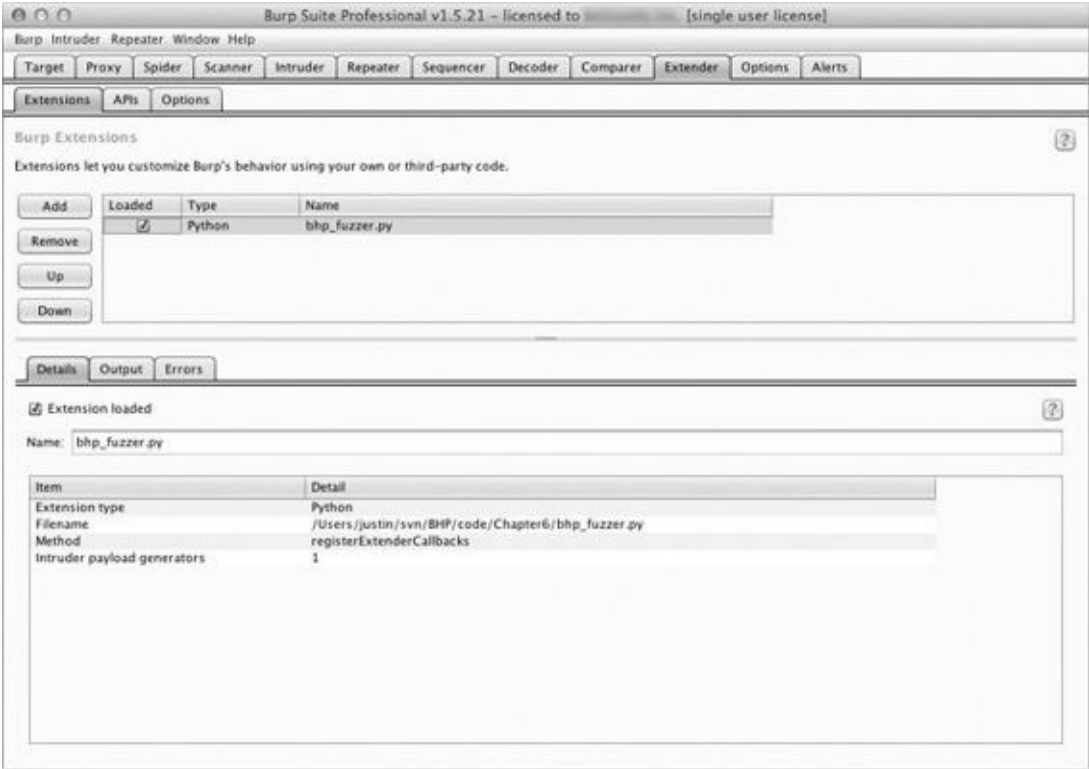 Burp Suite Professional v1.5.21 – licensed to [single user license]
Burp Intruder Repeater Window Help
Target Proxy Spider Scanner Intruder Repeater Sequencer Decoder Comparer Extender Options Alerts
Extensions APIs Options
Burp Extensions
?
Extensions let you customize Burp's behavior using your own or third-party code.
Add
Remove
Up
Down
Loaded Type Name
Python bhp_fuzzer.py
Details Output Errors
Extension loaded
?
Name: bhp_fuzzer.py
Item Detail
Extension type Python
Filename /Users/justin/svn/BHP/code/Chapter6/bhp_fuzzer.py
Method registerExtenderCallbacks
Intruder payload generators 1